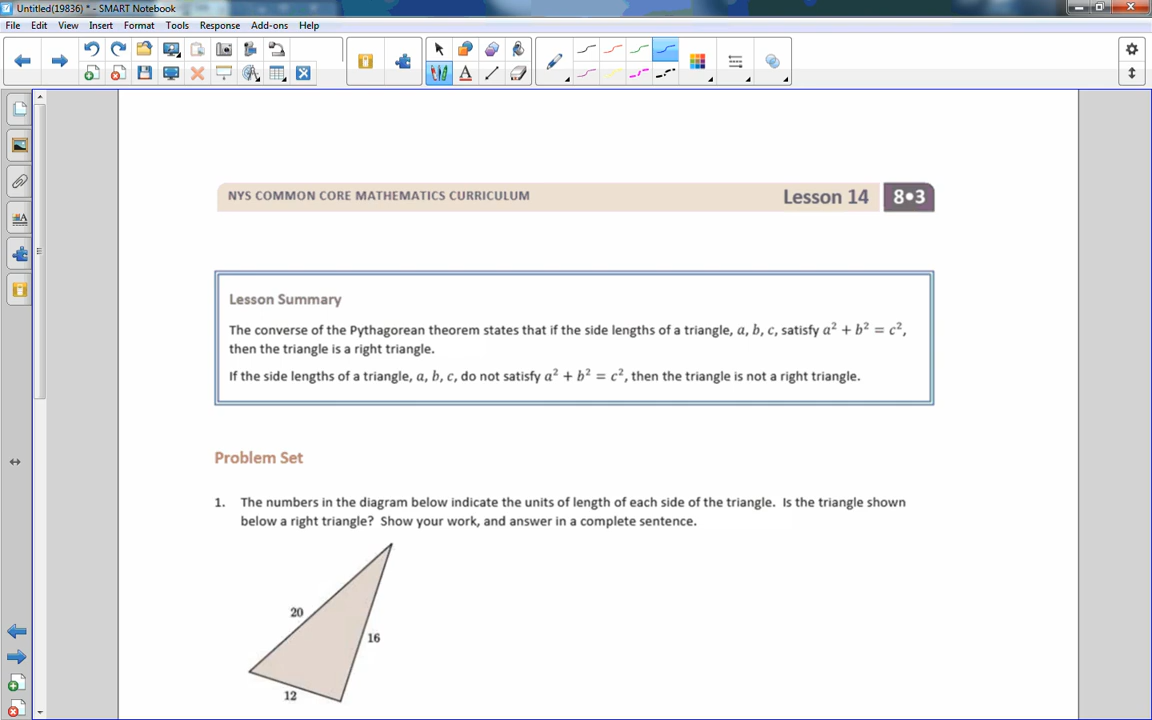 Untitled(19836) * - SMART Notebook
File Edit View Insert Format Tools Response Add-ons Help
NYS COMMON CORE MATHEMATICS CURRICULUM Lesson 14 8•3
Lesson Summary
The converse of the Pythagorean theorem states that if the side lengths of a triangle, a, b, c, satisfy a² + b² = c²,
then the triangle is a right triangle.
If the side lengths of a triangle, a, b, c, do not satisfy a² + b² = c², then the triangle is not a right triangle.
Problem Set
1. The numbers in the diagram below indicate the units of length of each side of the triangle. Is the triangle shown
below a right triangle? Show your work, and answer in a complete sentence.
20
16
12